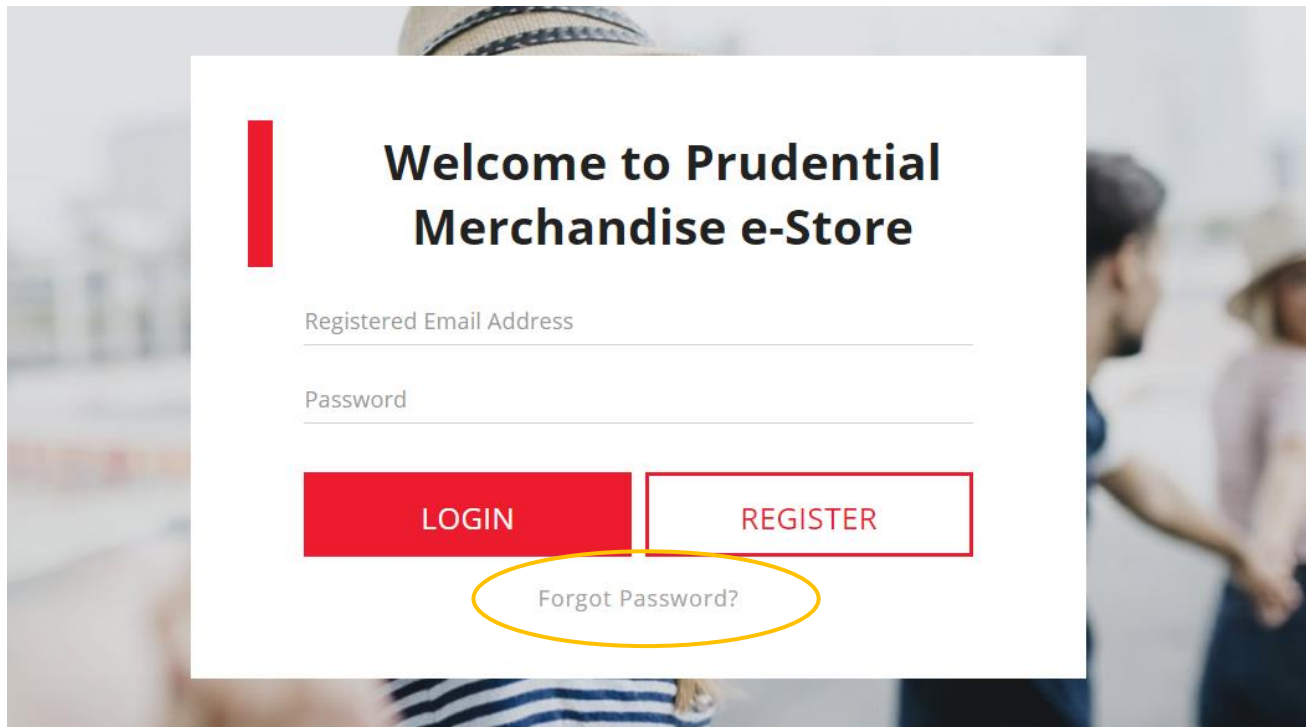 Welcome to Prudential
Merchandise e-Store
Registered Email Address
Password
LOGIN
REGISTER
Forgot Password?